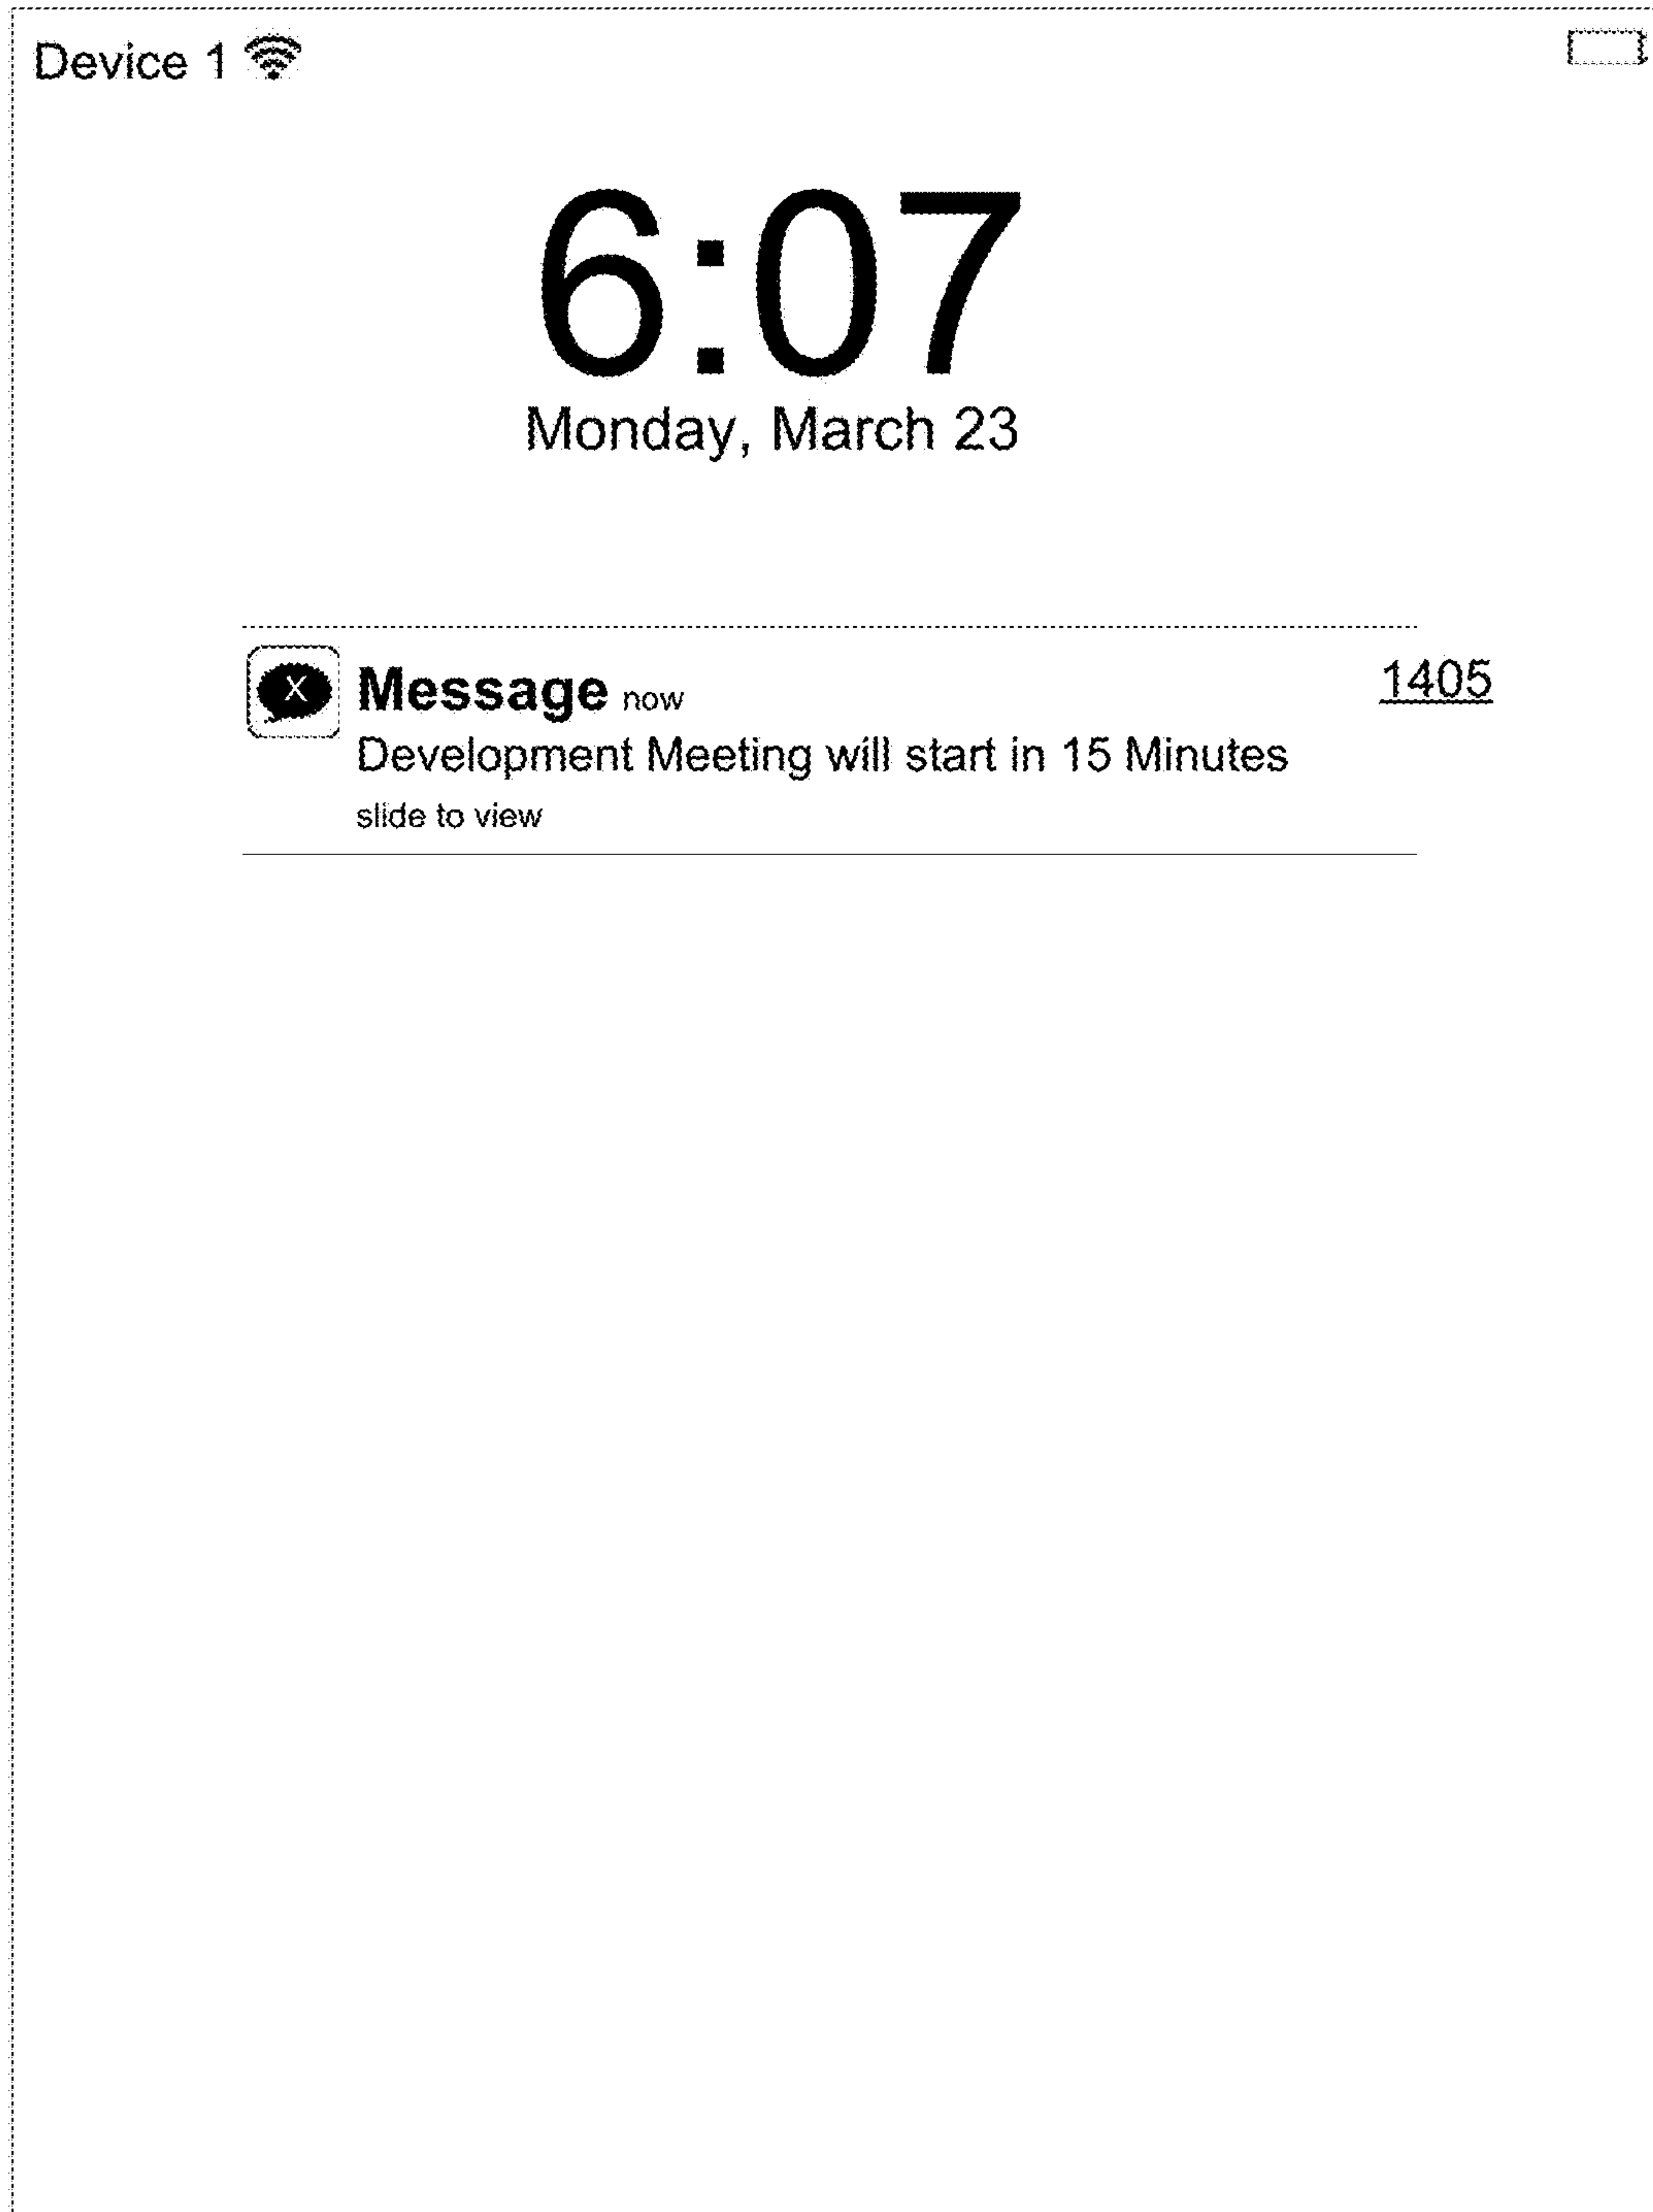 Device 1
6:07
Monday, March 23
X
Message now
1405
Development Meeting will start in 15 Minutes
slide to view